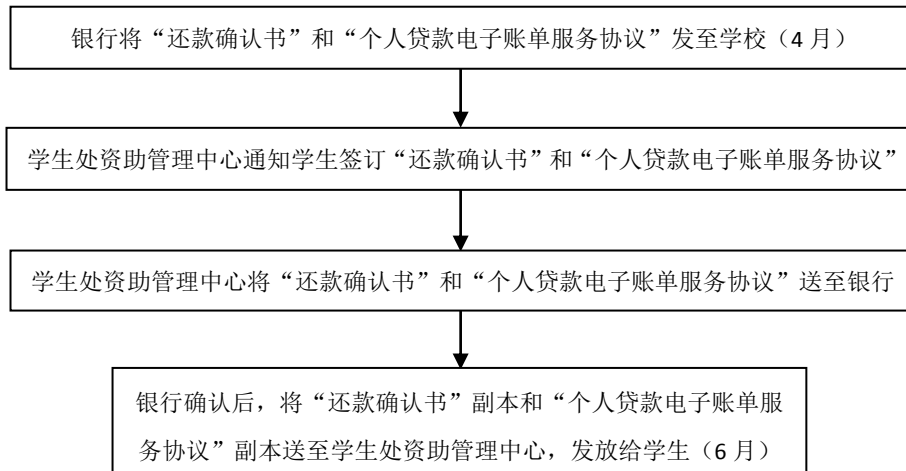 银行将“还款确认书”和“个人贷款电子账单服务协议”发至学校（4 月）
学生处资助管理中心通知学生签订“还款确认书”和“个人贷款电子账单服务协议”
学生处资助管理中心将“还款确认书”和“个人贷款电子账单服务协议”送至银行
银行确认后，将“还款确认书”副本和“个人贷款电子账单服
务协议”副本送至学生处资助管理中心，发放给学生（6 月）